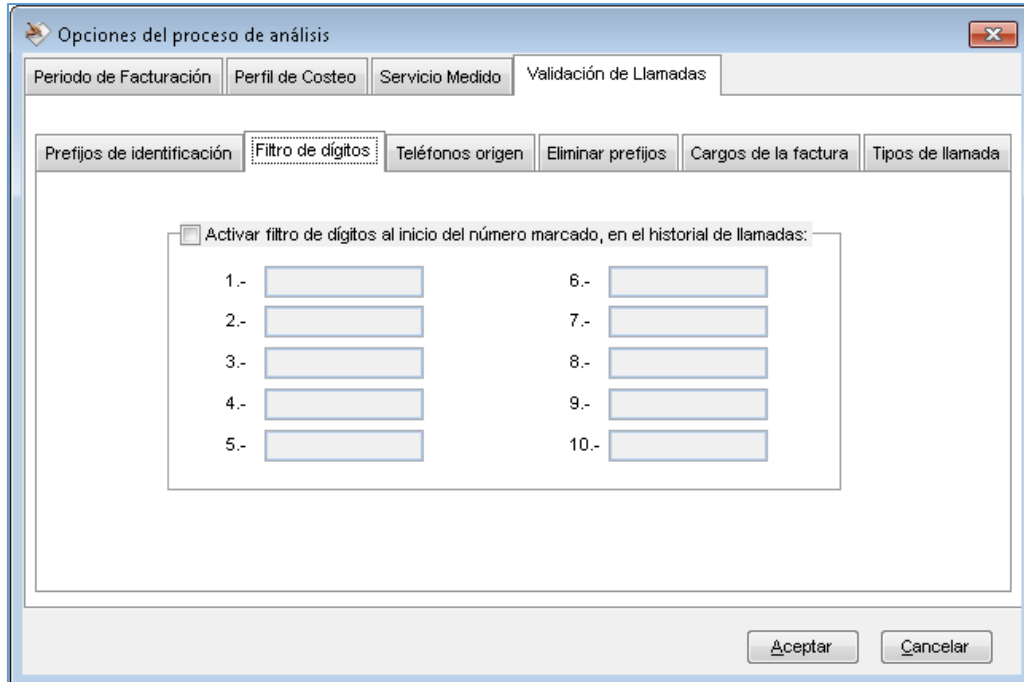 Opciones del proceso de análisis
Periodo de Facturación Perfil de Costeo Servicio Medido Validación de Llamadas
Prefijos de identificación Filtro de dígitos Teléfonos origen Eliminar prefijos Cargos de la factura Tipos de llamada
Activar filtro de dígitos al inicio del número marcado, en el historial de llamadas:
1.- 6.-
2.- 7.-
3.- 8.-
4.- 9.-
5.- 10.-
Aceptar Cancelar